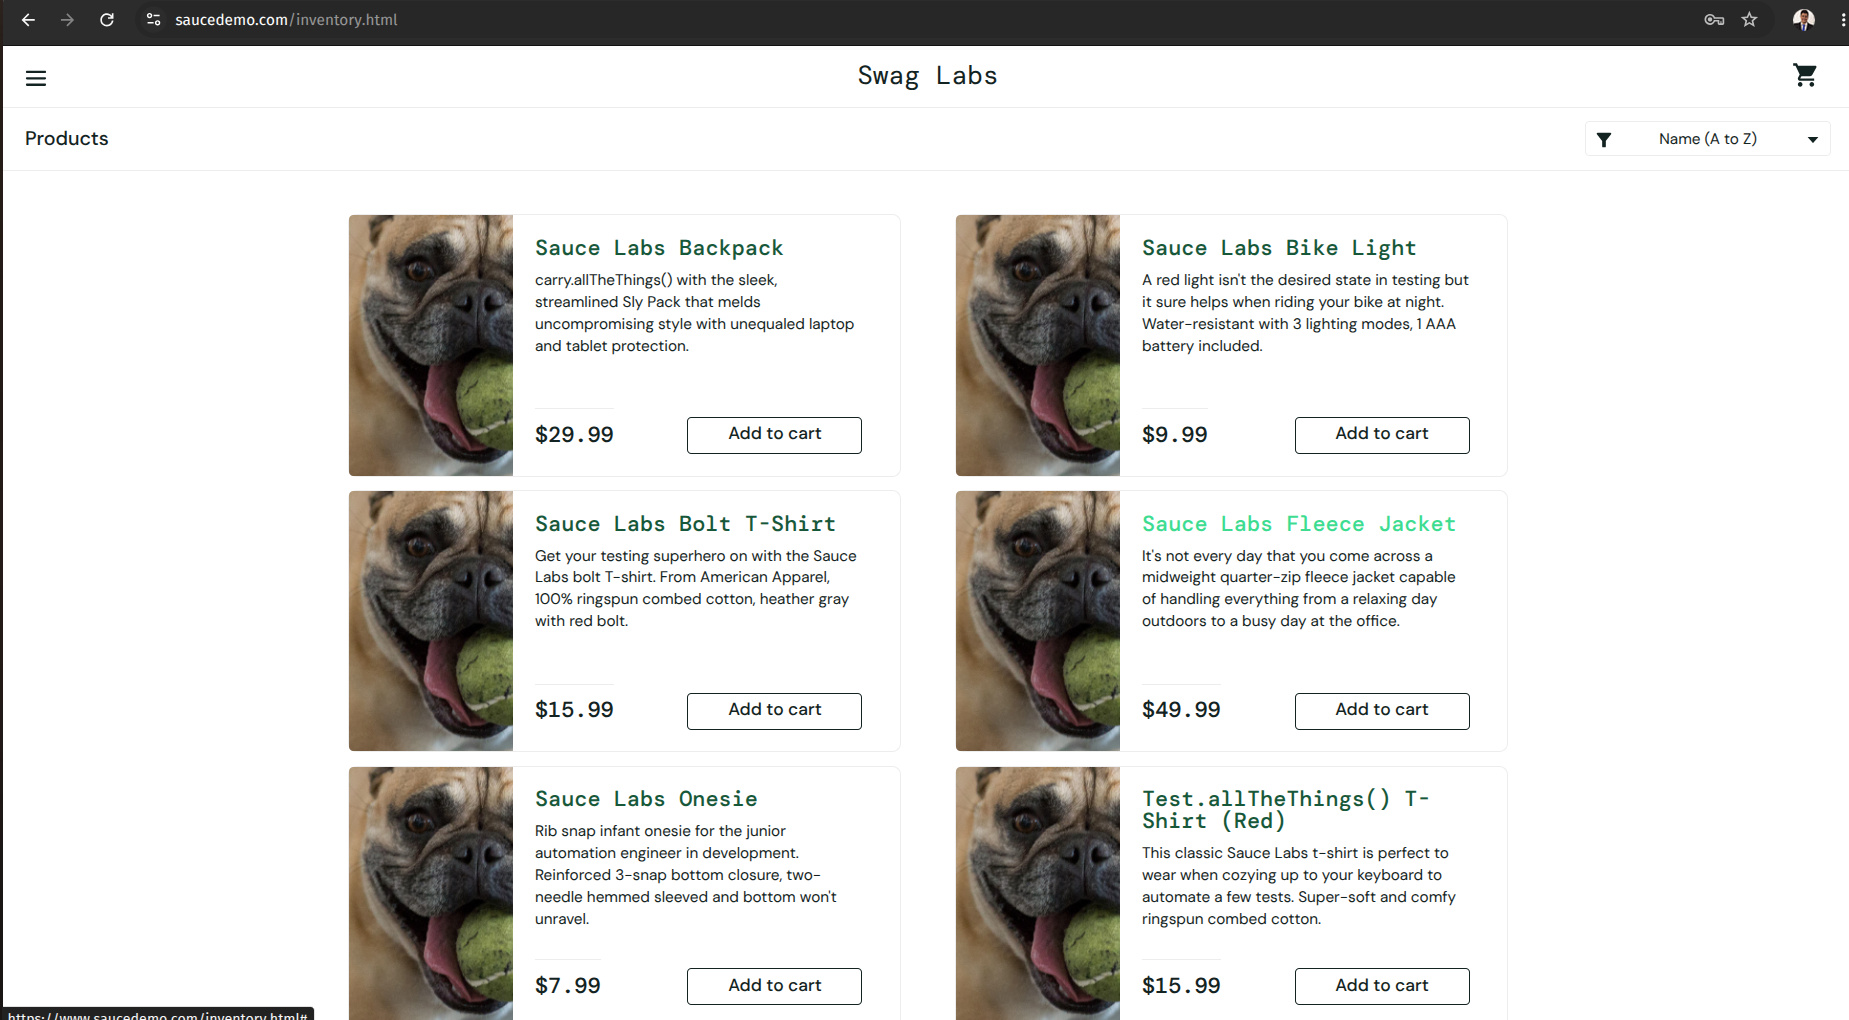 saucedemo.com/inventory.html
Swag Labs
Products
Name (A to Z)
Sauce Labs Backpack
carry.allTheThings() with the sleek,
streamlined Sly Pack that melds
uncompromising style with unequaled laptop
and tablet protection.
$29.99
Add to cart
Sauce Labs Bike Light
A red light isn't the desired state in testing but
it sure helps when riding your bike at night.
Water-resistant with 3 lighting modes, 1 AAA
battery included.
$9.99
Add to cart
Sauce Labs Bolt T-Shirt
Get your testing superhero on with the Sauce
Labs bolt T-shirt. From American Apparel,
100% ringspun combed cotton, heather gray
with red bolt.
$15.99
Add to cart
Sauce Labs Fleece Jacket
It's not every day that you come across a
midweight quarter-zip fleece jacket capable
of handling everything from a relaxing day
outdoors to a busy day at the office.
$49.99
Add to cart
Sauce Labs Onesie
Rib snap infant onesie for the junior
automation engineer in development.
Reinforced 3-snap bottom closure, two-
needle hemmed sleeved and bottom won't
unravel.
$7.99
Add to cart
Test.allTheThings() T-
Shirt (Red)
This classic Sauce Labs t-shirt is perfect to
wear when cozying up to your keyboard to
automate a few tests. Super-soft and comfy
ringspun combed cotton.
$15.99
Add to cart
https://www.saucedemo.com/inventory.html#